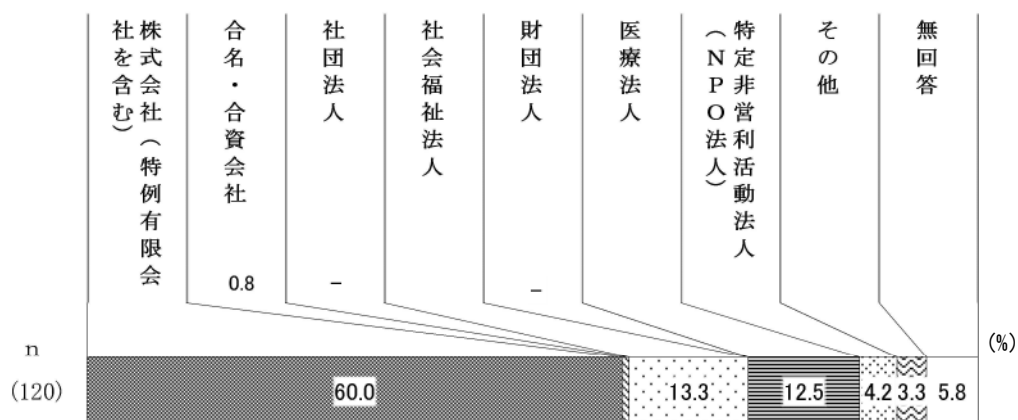 株式会社（特例有限会
社を含む）
合名・合資会社
社団法人
社会福祉法人
財団法人
医療法人
特定非営利活動法人
（ＮＰＯ法人）
その他
無回答
0.8
－
－
(%)
ｎ
(120)
60.0
13.3
12.5
4.2
3.3
5.8